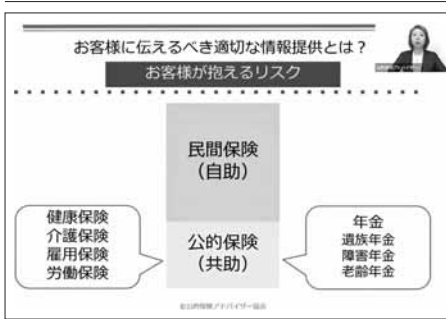 お客様に伝えるべき適切な情報提供とは?
お客様が抱えるリスク
民間保険
(自助)
健康保険
介護保険
雇用保険
労働保険
公的保険
(共助)
年金
遺族年金
障害年金
老齢年金